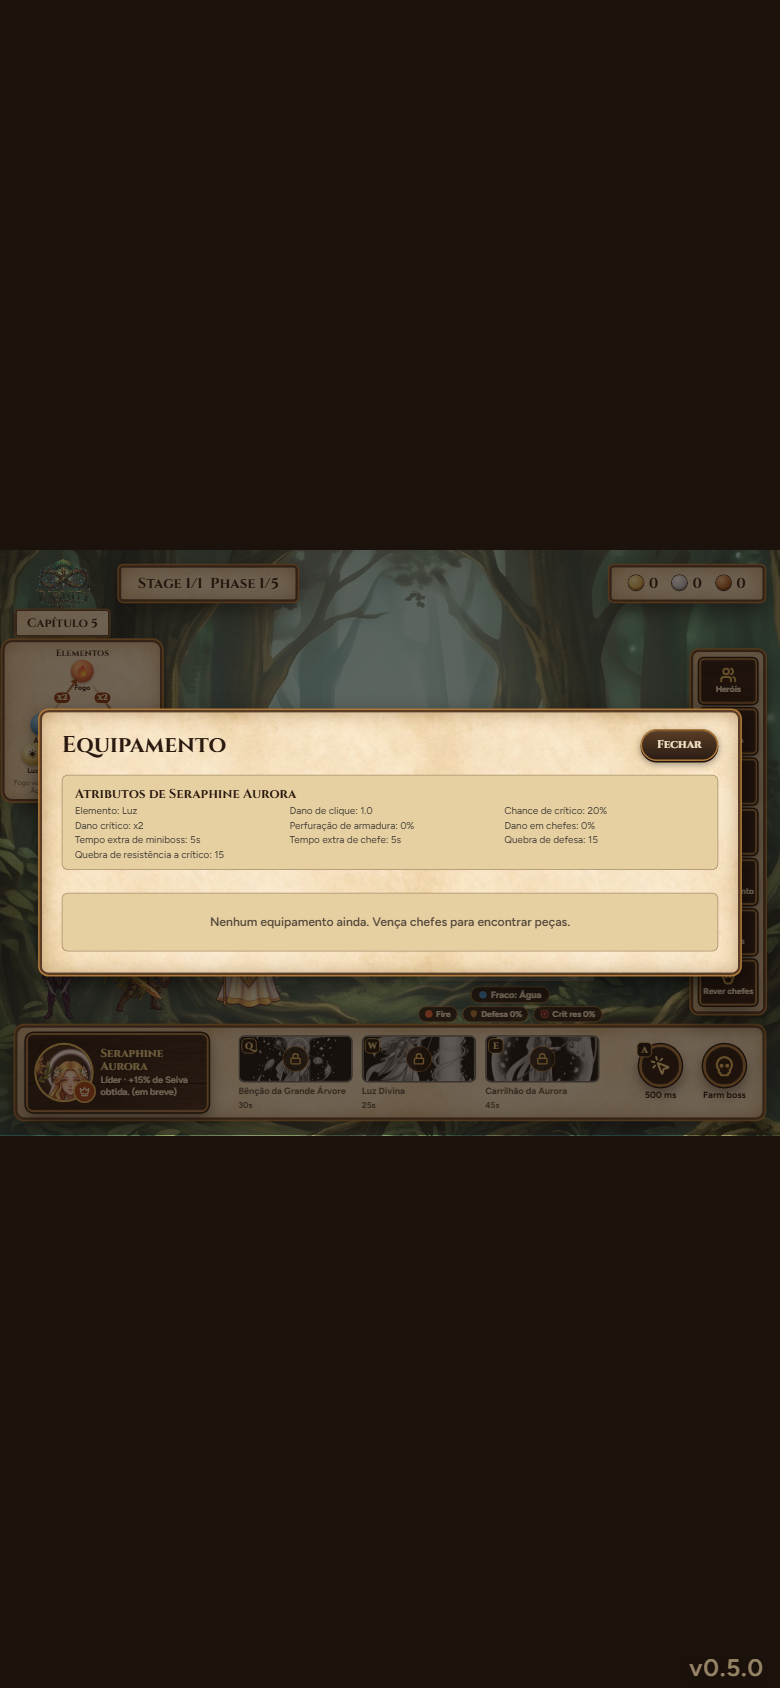 STAGE 1/1 PHASE 1/5
0 0 0
CAPÍTULO 5
ELEMENTOS
Fogo
x2 x2
Heróis
EQUIPAMENTO
FECHAR
ATRIBUTOS DE SERAPHINE AURORA
Elemento: Luz
Dano de clique: 1.0
Chance de crítico: 20%
Dano crítico: x2
Perfuração de armadura: 0%
Dano em chefes: 0%
Tempo extra de miniboss: 5s
Tempo extra de chefe: 5s
Quebra de defesa: 15
Quebra de resistência a crítico: 15
Nenhum equipamento ainda. Vença chefes para encontrar peças.
Rever chefes
Fraco: Água
Fire
Defesa 0%
Crit res 0%
SERAPHINE
AURORA
Líder · +15% de Seiva
obtida. (em breve)
Q
Bênção da Grande Árvore
30s
W
Luz Divina
25s
E
Carrilhão da Aurora
45s
A
500 ms
Farm boss
v0.5.0